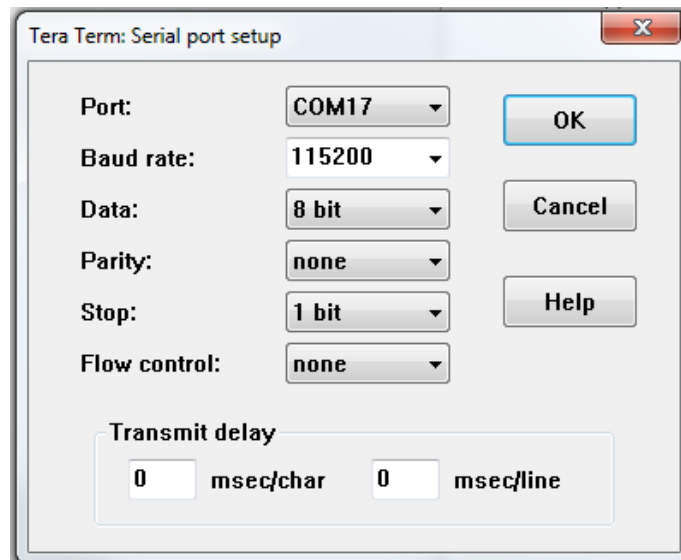 Tera Term: Serial port setup
Port: COM17 OK
Baud rate: 115200
Data: 8 bit Cancel
Parity: none
Stop: 1 bit Help
Flow control: none
Transmit delay
0 msec/char 0 msec/line